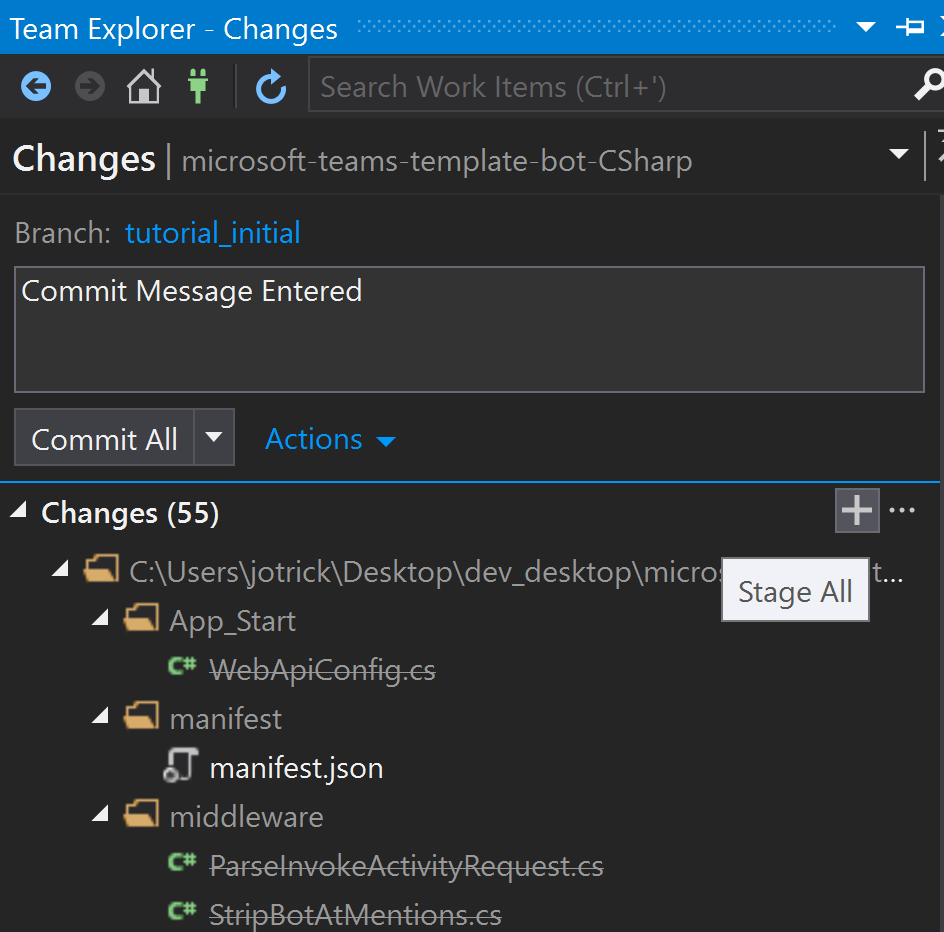 Team Explorer - Changes
Search Work Items (Ctrl+')
Changes | microsoft-teams-template-bot-CSharp
Branch: tutorial_initial
Commit Message Entered
Commit All Actions
Changes (55)
C:\Users\jotrick\Desktop\dev_desktop\micros t...
Stage All
App_Start
C# WebApiConfig.cs
manifest
manifest.json
middleware
C# ParseInvokeActivityRequest.cs
C# StripBotAtMentions.cs